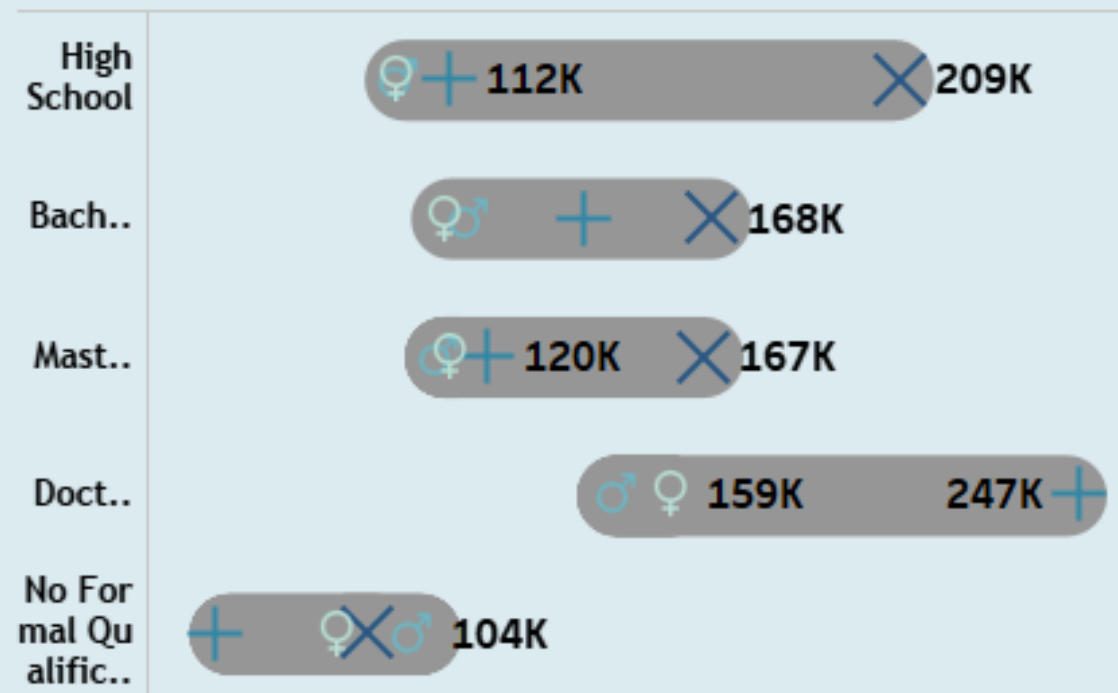 High
School
112K
209K
Bach..
168K
Mast..
120K
167K
Doct..
159K
247K
No For
mal Qu
alific..
104K